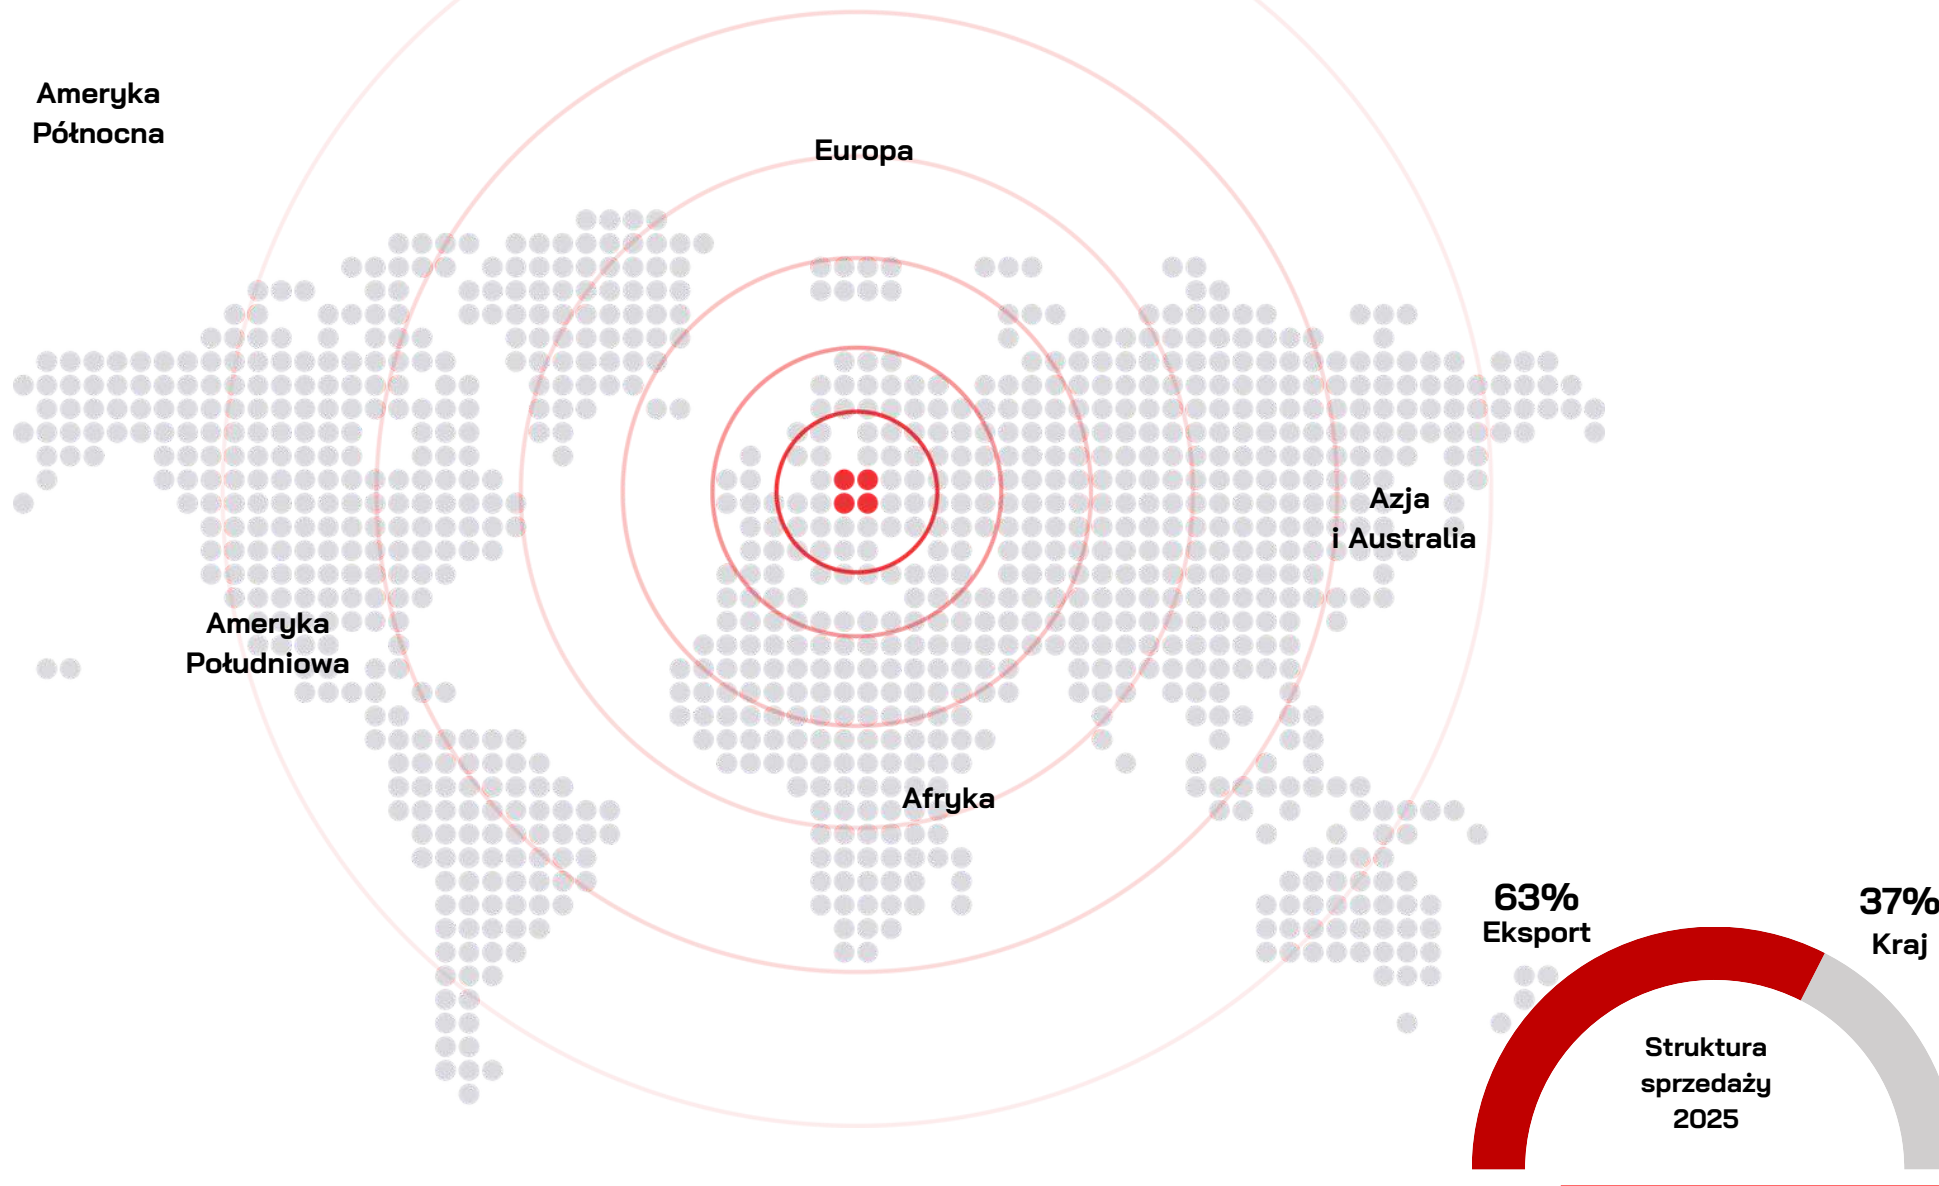 Ameryka
Północna
Europa
Azja
i Australia
Ameryka
Południowa
Afryka
63%
Eksport
37%
Kraj
Struktura
sprzedaży
2025